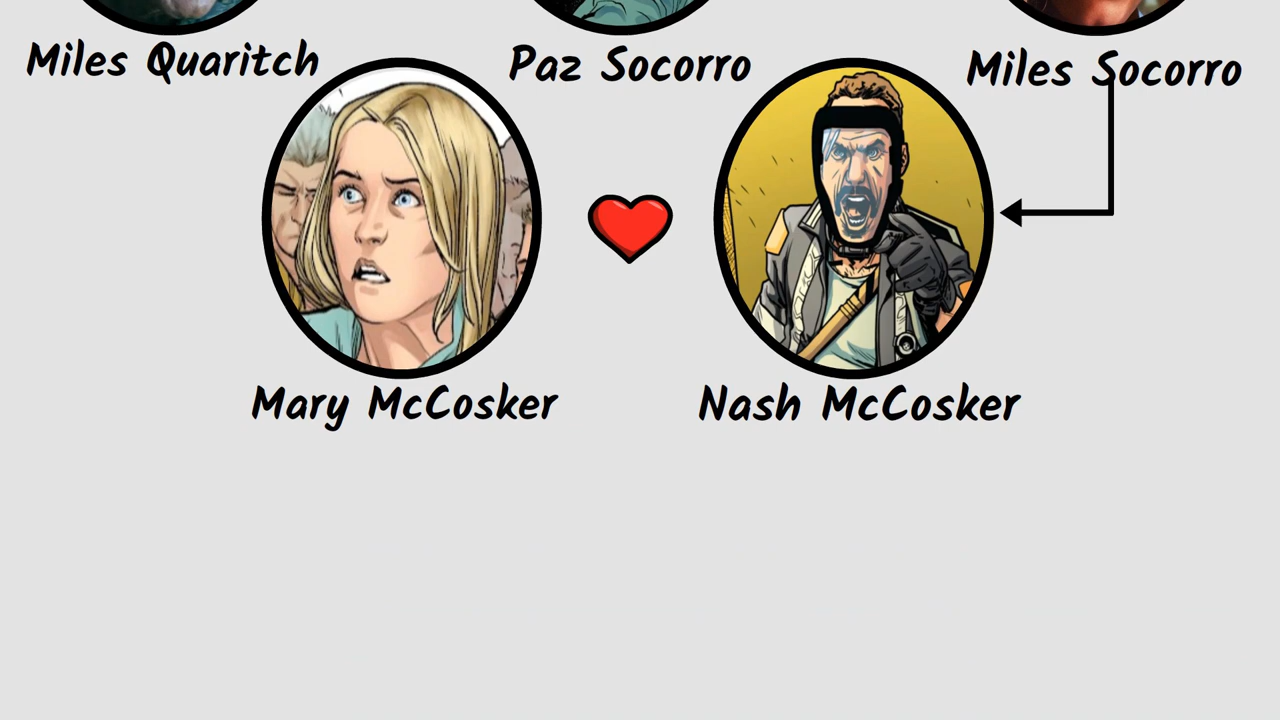 Miles Quaritch
Paz Socorro
Miles Socorro
Mary McCosker
Nash McCosker